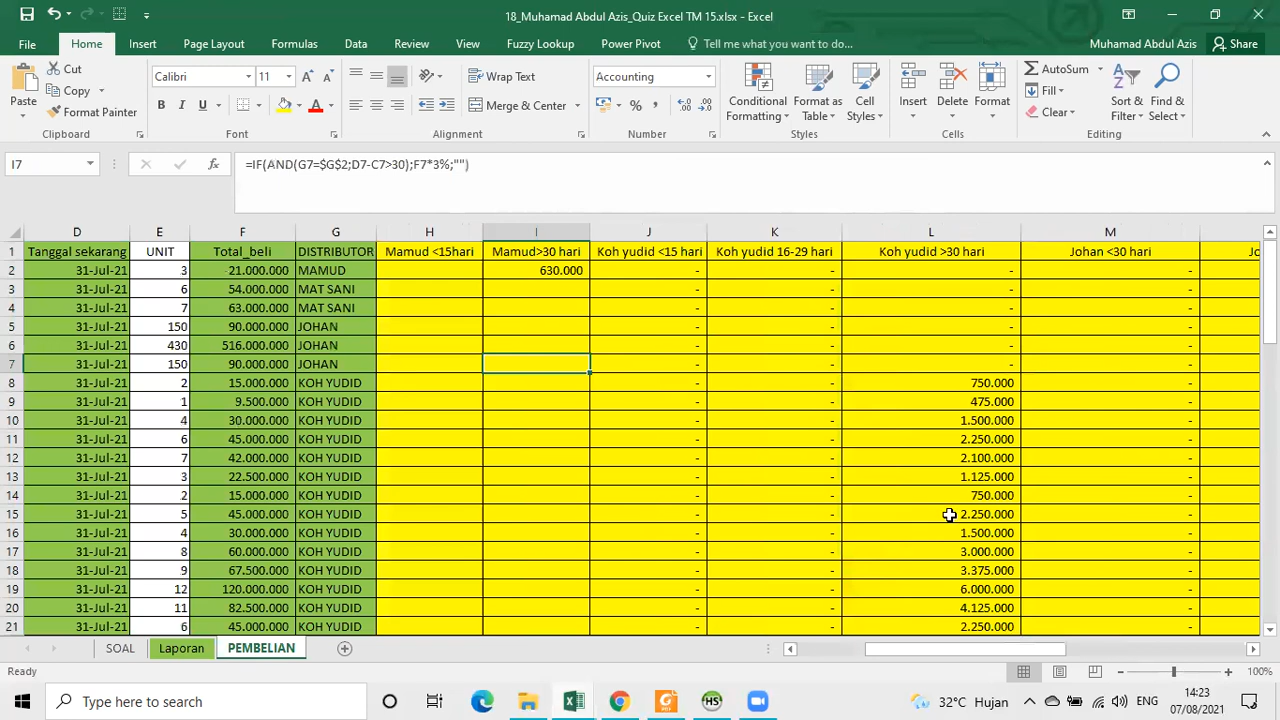 18_Muhamad Abdul Azis_Quiz Excel TM 15.xlsx - Excel
File Home Insert Page Layout Formulas Data Review View Fuzzy Lookup Power Pivot Tell me what you want to do... Muhamad Abdul Azis Share
Cut
Copy
Format Painter
Paste
Calibri 11
B I U
Wrap Text
Merge & Center
Accounting
Conditional Formatting
Format as Table
Cell Styles
Insert Delete Format
AutoSum
Fill
Clear
Sort & Filter
Find & Select
Clipboard Font Alignment Number Styles Cells Editing
I7 fx =IF(AND(G7=$G$2;D7-C7>30);F7*3%;"")
D E F G H I J K L M
1 Tanggal sekarang UNIT Total_beli DISTRIBUTOR Mamud <15hari Mamud>30 hari Koh yudid <15 hari Koh yudid 16-29 hari Koh yudid >30 hari Johan <30 hari Jo
2 31-Jul-21 3 21.000.000 MAMUD 630.000 - - - -
3 31-Jul-21 6 54.000.000 MAT SANI - - - -
4 31-Jul-21 7 63.000.000 MAT SANI - - - -
5 31-Jul-21 150 90.000.000 JOHAN - - - -
6 31-Jul-21 430 516.000.000 JOHAN - - - -
7 31-Jul-21 150 90.000.000 JOHAN - - - -
8 31-Jul-21 2 15.000.000 KOH YUDID - - 750.000 -
9 31-Jul-21 1 9.500.000 KOH YUDID - - 475.000 -
10 31-Jul-21 4 30.000.000 KOH YUDID - - 1.500.000 -
11 31-Jul-21 6 45.000.000 KOH YUDID - - 2.250.000 -
12 31-Jul-21 7 42.000.000 KOH YUDID - - 2.100.000 -
13 31-Jul-21 3 22.500.000 KOH YUDID - - 1.125.000 -
14 31-Jul-21 2 15.000.000 KOH YUDID - - 750.000 -
15 31-Jul-21 5 45.000.000 KOH YUDID - - 2.250.000 -
16 31-Jul-21 4 30.000.000 KOH YUDID - - 1.500.000 -
17 31-Jul-21 8 60.000.000 KOH YUDID - - 3.000.000 -
18 31-Jul-21 9 67.500.000 KOH YUDID - - 3.375.000 -
19 31-Jul-21 12 120.000.000 KOH YUDID - - 6.000.000 -
20 31-Jul-21 11 82.500.000 KOH YUDID - - 4.125.000 -
21 31-Jul-21 6 45.000.000 KOH YUDID - - 2.250.000 -
SOAL Laporan PEMBELIAN
Ready 100%
Type here to search 32°C Hujan ENG 14:23
07/08/2021